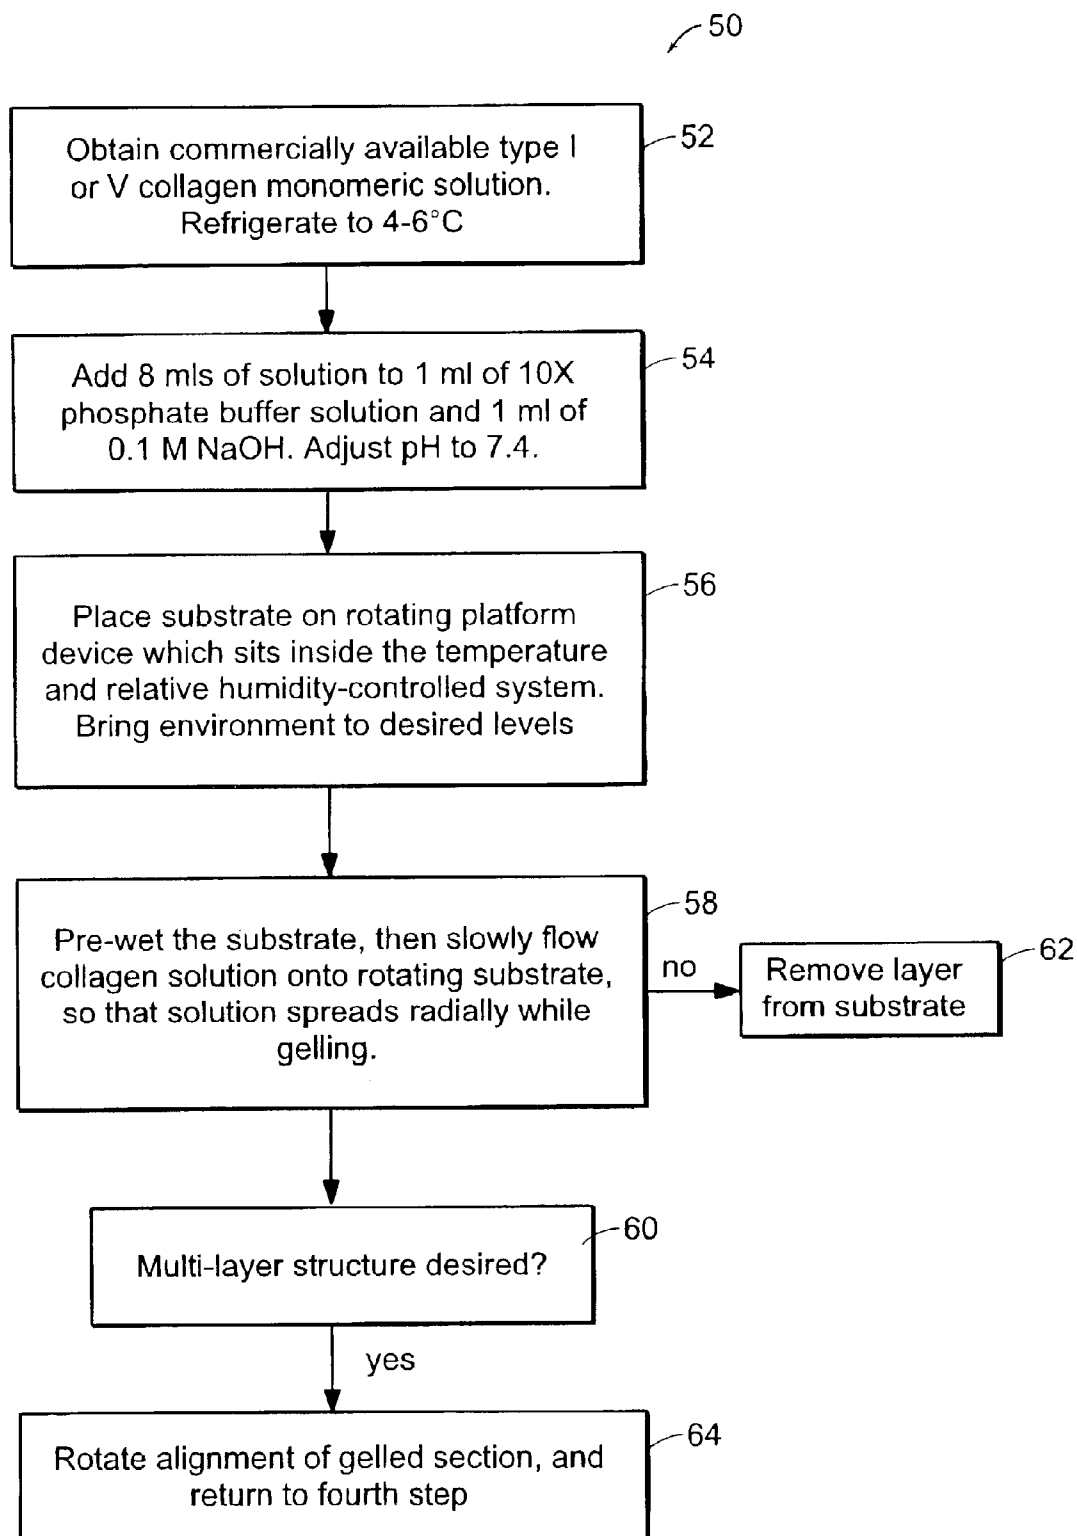 50
Obtain commercially available type I
or V collagen monomeric solution.
Refrigerate to 4-6°C
52
Add 8 mls of solution to 1 ml of 10X
phosphate buffer solution and 1 ml of
0.1 M NaOH. Adjust pH to 7.4.
54
Place substrate on rotating platform
device which sits inside the temperature
and relative humidity-controlled system.
Bring environment to desired levels
56
Pre-wet the substrate, then slowly flow
collagen solution onto rotating substrate,
so that solution spreads radially while
gelling.
58
no
Remove layer
from substrate
62
Multi-layer structure desired?
60
yes
Rotate alignment of gelled section, and
return to fourth step
64